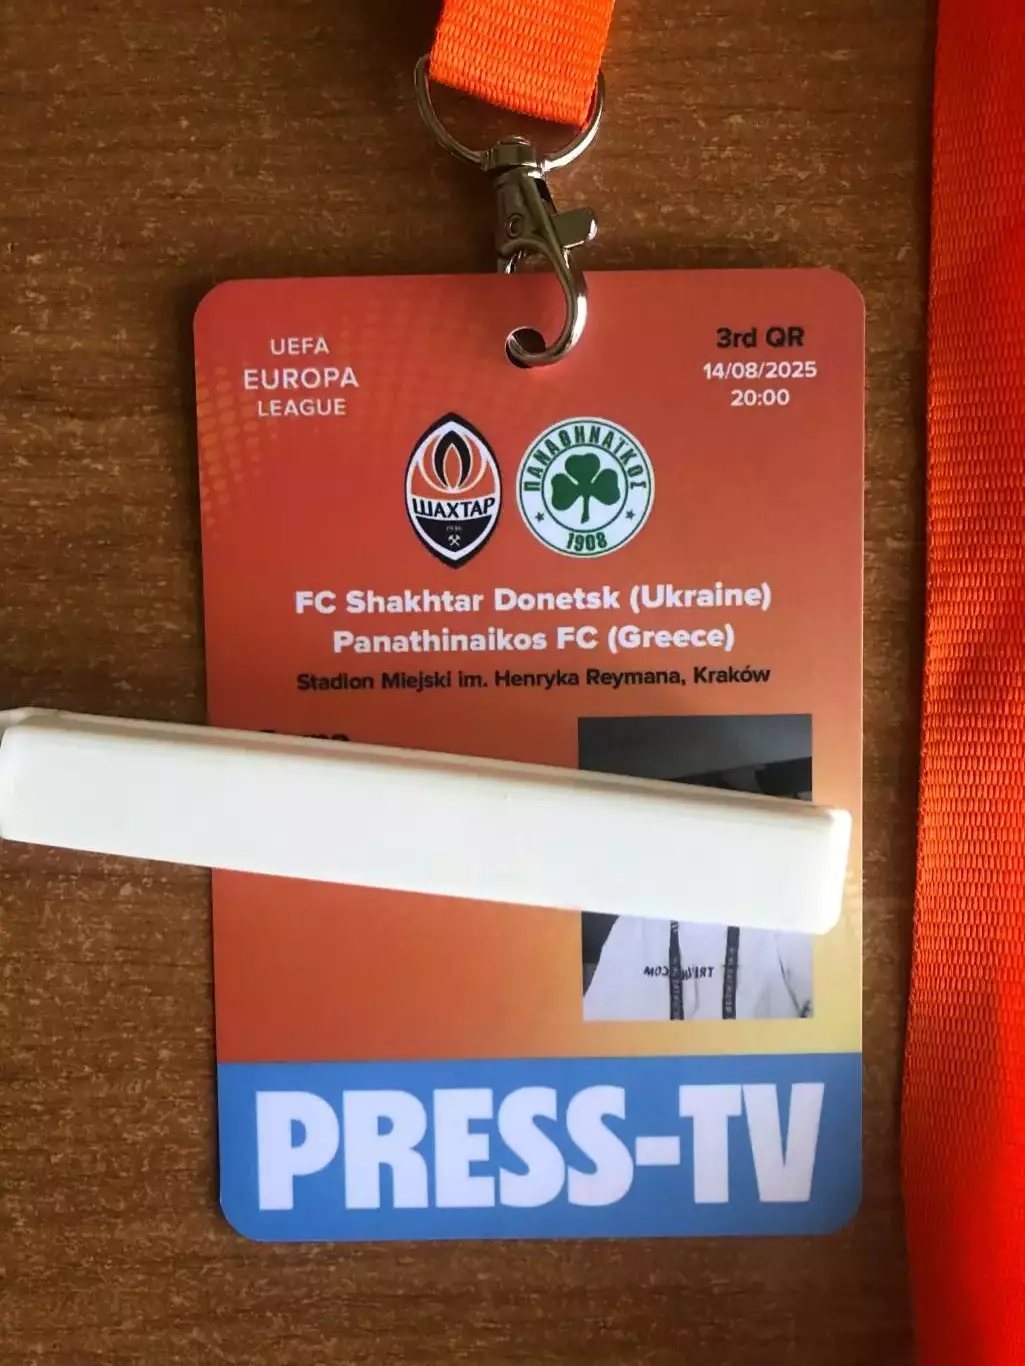 UEFA
EUROPA
LEAGUE
3rd QR
14/08/2025
20:00
ШАХТАР
1936
ΠΑΝΑΘΗΝΑΪΚΟΣ
1908
FC Shakhtar Donetsk (Ukraine)
Panathinaikos FC (Greece)
Stadion Miejski im. Henryka Reymana, Kraków
PRESS-TV